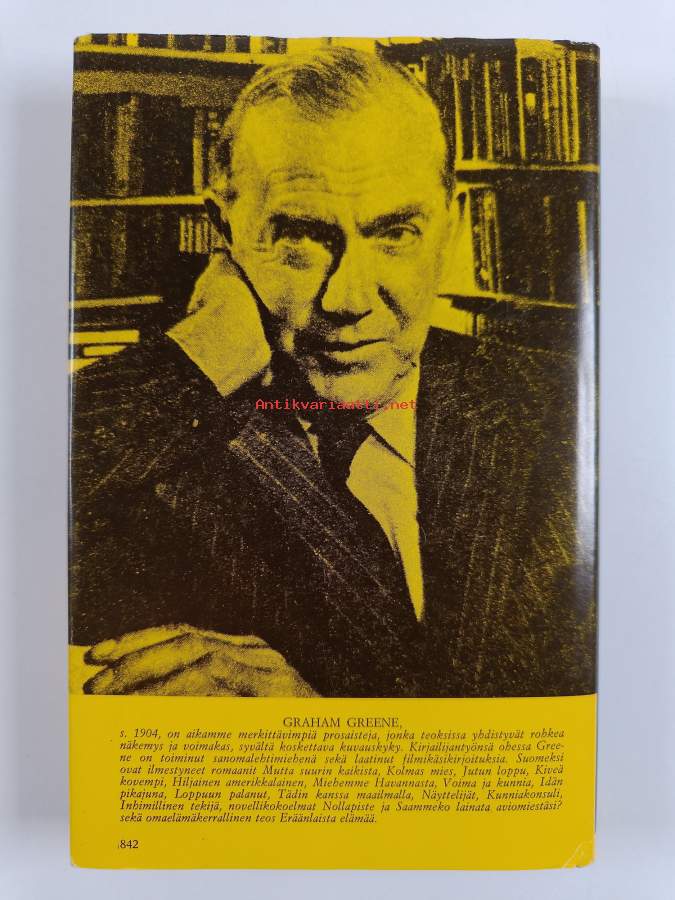 Antikvariaatti.net
GRAHAM GREENE,
s. 1904, on aikamme merkittävimpiä prosaisteja, jonka teoksissa yhdistyvät rohkea
näkemys ja voimakas, syvältä koskettava kuvauskyky. Kirjailijantyönsä ohessa Gree-
ne on toiminut sanomalehtimiehenä sekä laatinut filmikäsikirjoituksia. Suomeksi
ovat ilmestyneet romaanit Mutta suurin kaikista, Kolmas mies, Jutun loppu, Kiveä
kovempi, Hiljainen amerikkalainen, Miehemme Havannasta, Voima ja kunnia, Idän
pikajuna, Loppuun palanut, Tädin kanssa maailmalla, Näyttelijät, Kunniakonsuli,
Inhimillinen tekijä, novellikokoelmat Nollapiste ja Saammeko lainata aviomiestäsi?
sekä omaelämäkerrallinen teos Eräänlaista elämää.
842